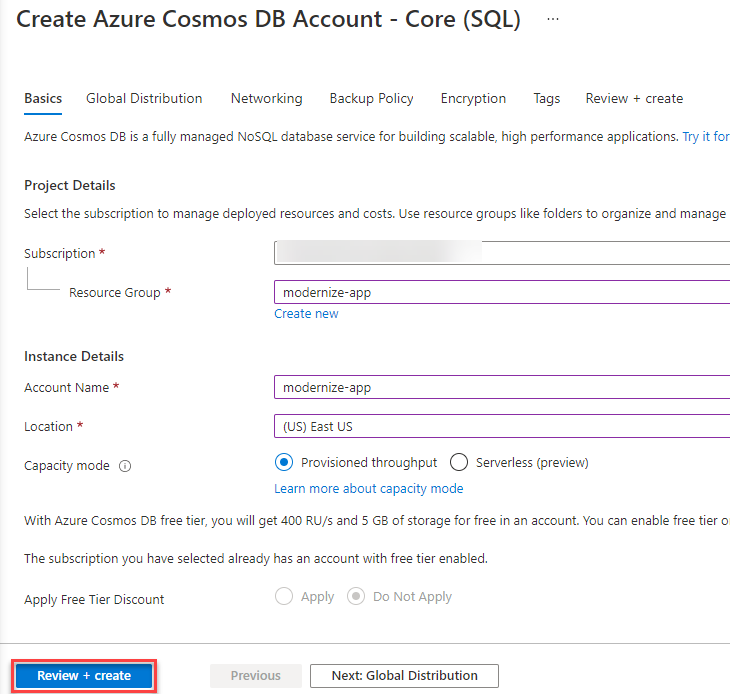 Create Azure Cosmos DB Account - Core (SQL) ...
Basics Global Distribution Networking Backup Policy Encryption Tags Review + create
Azure Cosmos DB is a fully managed NoSQL database service for building scalable, high performance applications. Try it for
Project Details
Select the subscription to manage deployed resources and costs. Use resource groups like folders to organize and manage
Subscription *
Resource Group * modernize-app
Create new
Instance Details
Account Name * modernize-app
Location * (US) East US
Capacity mode Provisioned throughput Serverless (preview)
Learn more about capacity mode
With Azure Cosmos DB free tier, you will get 400 RU/s and 5 GB of storage for free in an account. You can enable free tier o
The subscription you have selected already has an account with free tier enabled.
Apply Free Tier Discount Apply Do Not Apply
Review + create Previous Next: Global Distribution